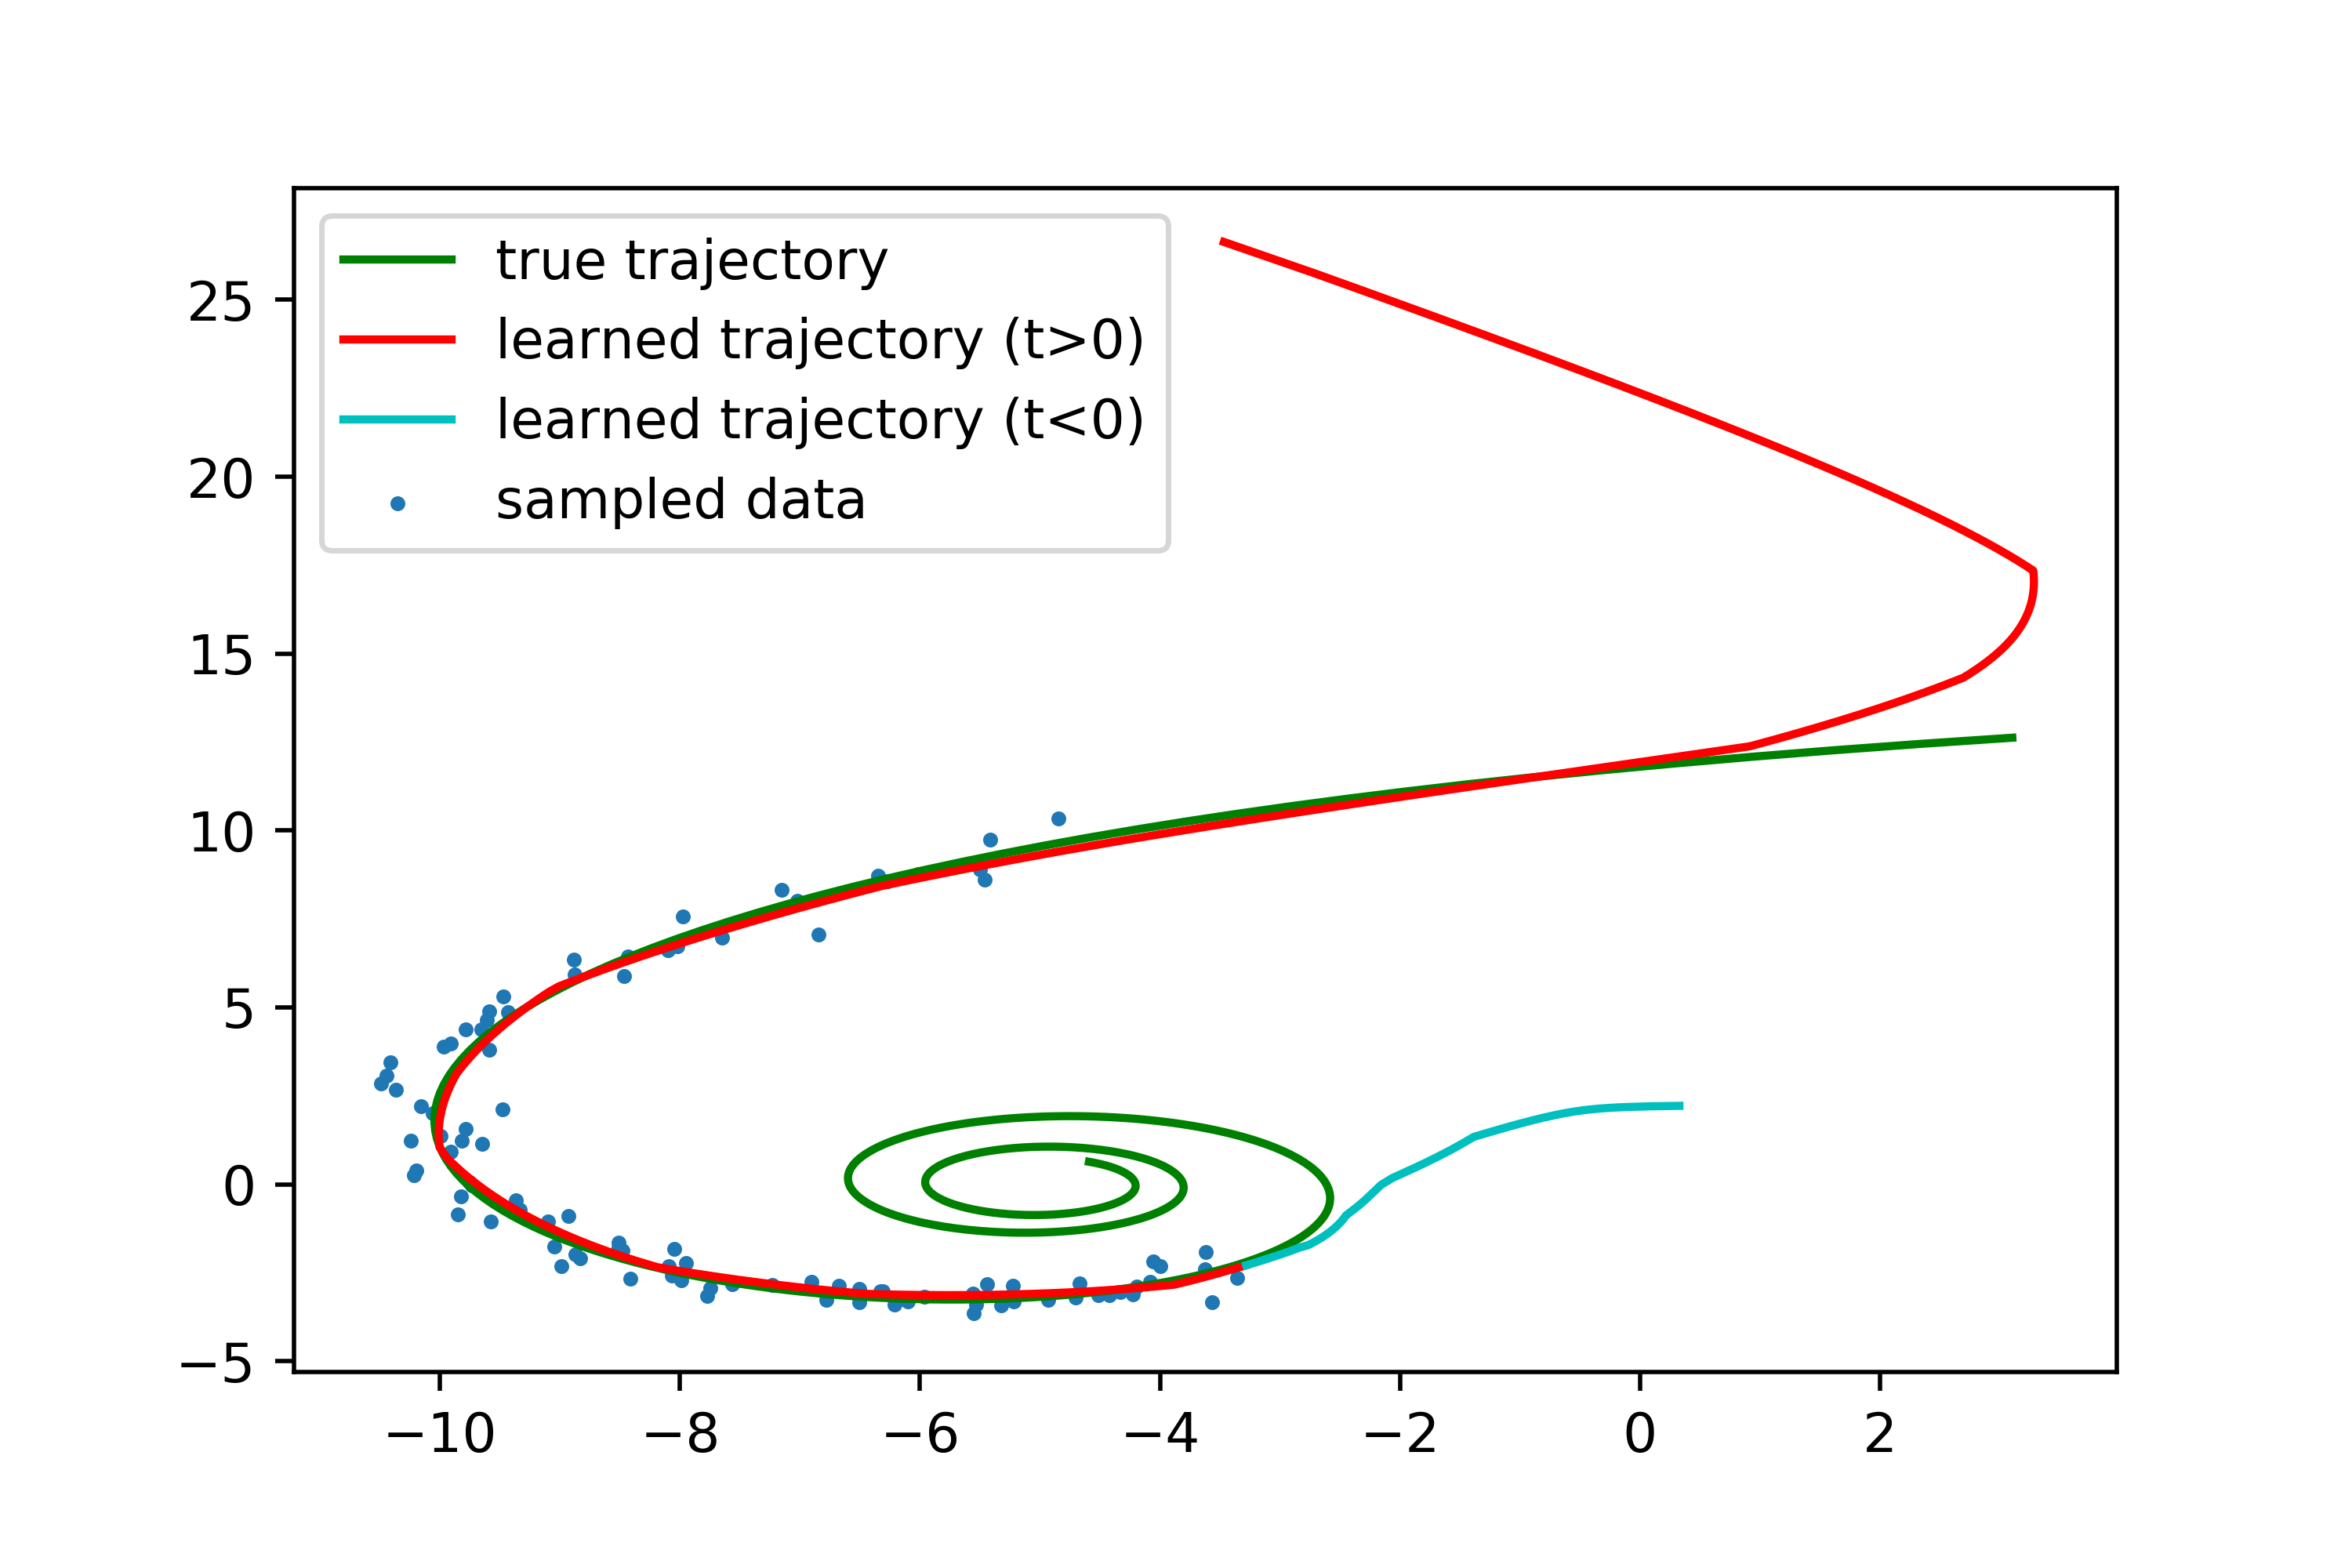 true trajectory
learned trajectory (t>0)
learned trajectory (t<0)
sampled data
25
20
15
10
5
0
−5
−10 −8 −6 −4 −2 0 2